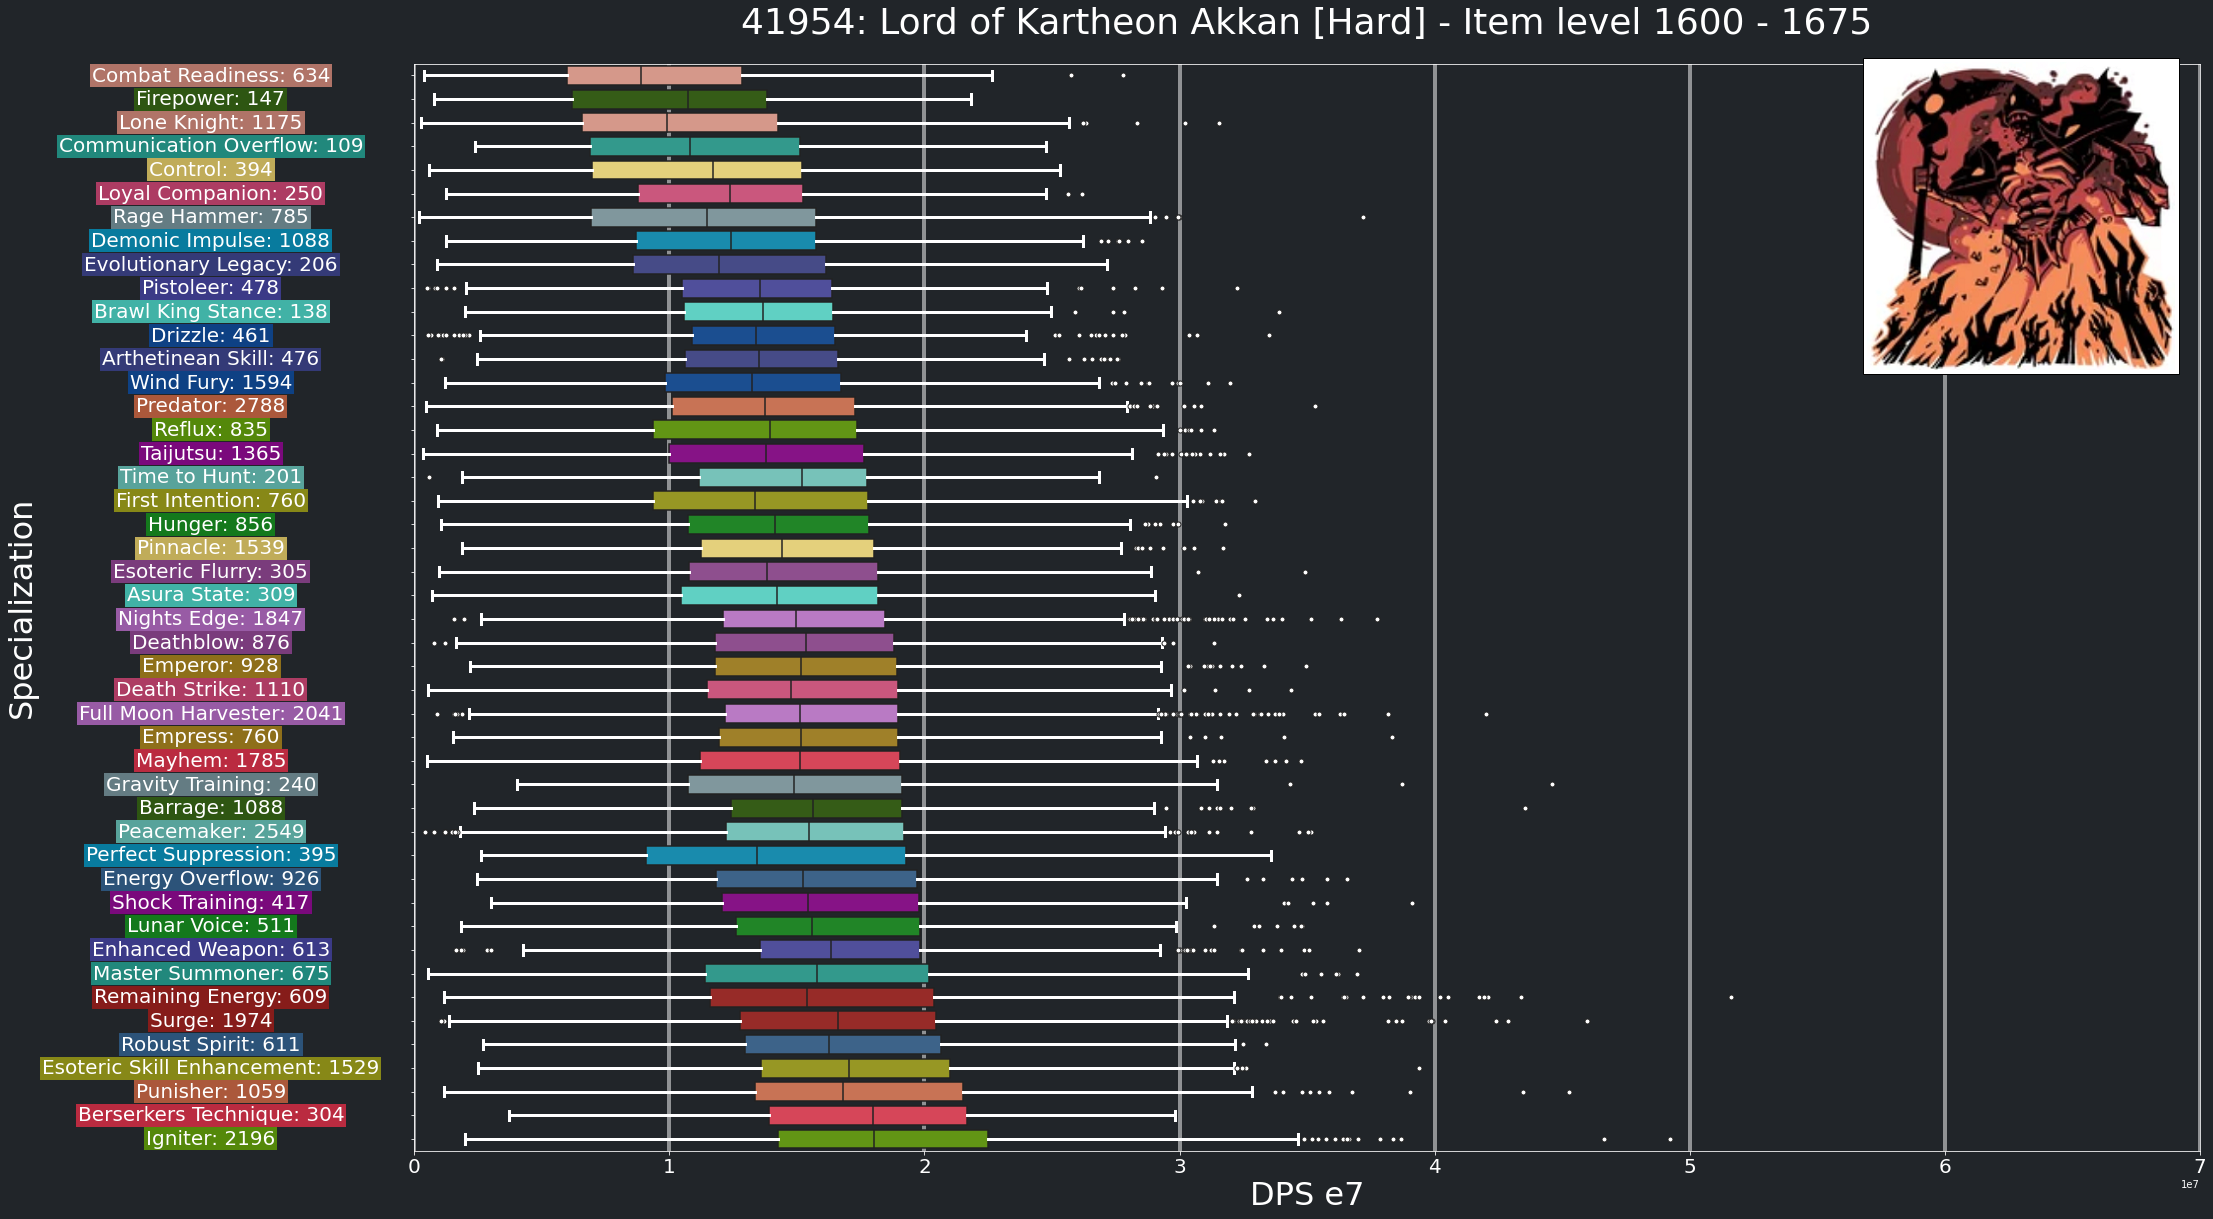 41954: Lord of Kartheon Akkan [Hard] - Item level 1600 - 1675
Combat Readiness: 634
Firepower: 147
Lone Knight: 1175
Communication Overflow: 109
Control: 394
Loyal Companion: 250
Rage Hammer: 785
Demonic Impulse: 1088
Evolutionary Legacy: 206
Pistoleer: 478
Brawl King Stance: 138
Drizzle: 461
Arthetinean Skill: 476
Wind Fury: 1594
Predator: 2788
Reflux: 835
Taijutsu: 1365
Time to Hunt: 201
First Intention: 760
Hunger: 856
Pinnacle: 1539
Esoteric Flurry: 305
Asura State: 309
Nights Edge: 1847
Deathblow: 876
Emperor: 928
Death Strike: 1110
Full Moon Harvester: 2041
Empress: 760
Mayhem: 1785
Gravity Training: 240
Barrage: 1088
Peacemaker: 2549
Perfect Suppression: 395
Energy Overflow: 926
Shock Training: 417
Lunar Voice: 511
Enhanced Weapon: 613
Master Summoner: 675
Remaining Energy: 609
Surge: 1974
Robust Spirit: 611
Esoteric Skill Enhancement: 1529
Punisher: 1059
Berserkers Technique: 304
Igniter: 2196
Specialization
0 1 2 3 4 5 6 7
1e7
DPS e7